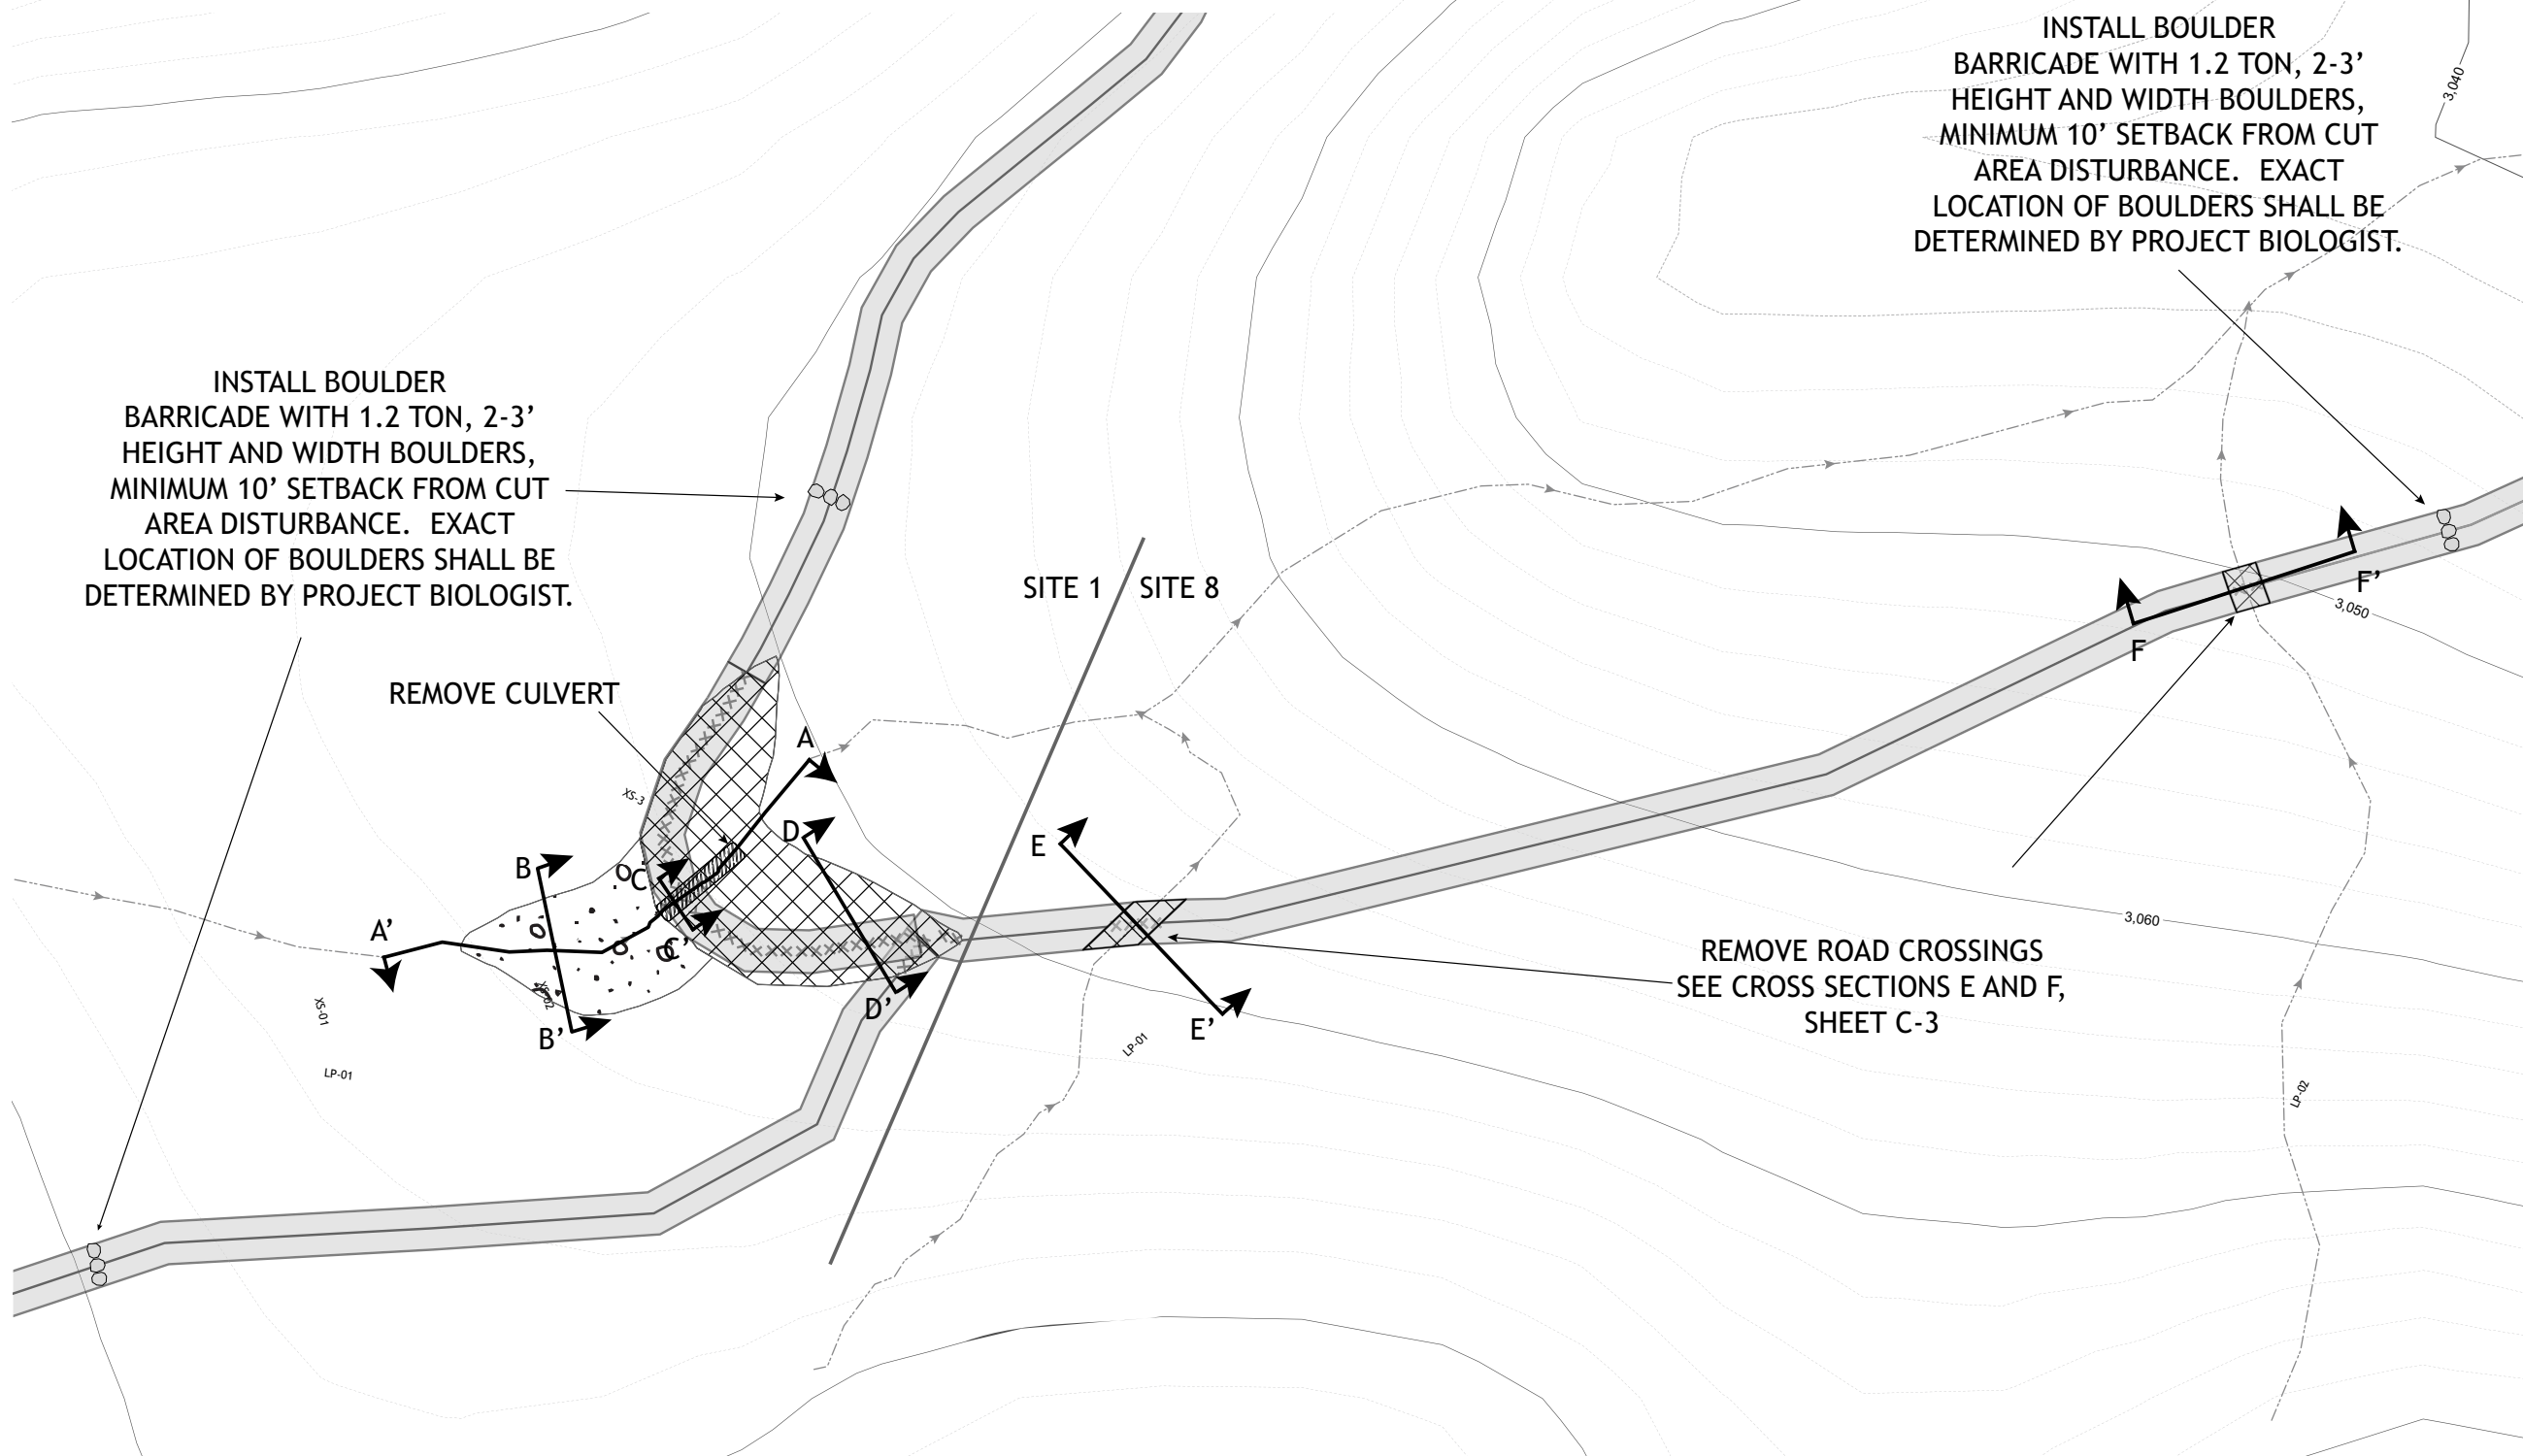 INSTALL BOULDER
BARRICADE WITH 1.2 TON, 2-3’
HEIGHT AND WIDTH BOULDERS,
MINIMUM 10’ SETBACK FROM CUT
AREA DISTURBANCE.  EXACT
LOCATION OF BOULDERS SHALL BE
DETERMINED BY PROJECT BIOLOGIST.
3,040
INSTALL BOULDER
BARRICADE WITH 1.2 TON, 2-3’
HEIGHT AND WIDTH BOULDERS,
MINIMUM 10’ SETBACK FROM CUT
AREA DISTURBANCE.  EXACT
LOCATION OF BOULDERS SHALL BE
DETERMINED BY PROJECT BIOLOGIST.
SITE 1
SITE 8
F’
3,050
F
REMOVE CULVERT
A
XS-3
D
E
B
C
3,060
A’
C’
REMOVE ROAD CROSSINGS
SEE CROSS SECTIONS E AND F,
SHEET C-3
XS-02
XS-01
D’
B’
E’
LP-01
LP-01
LP-02